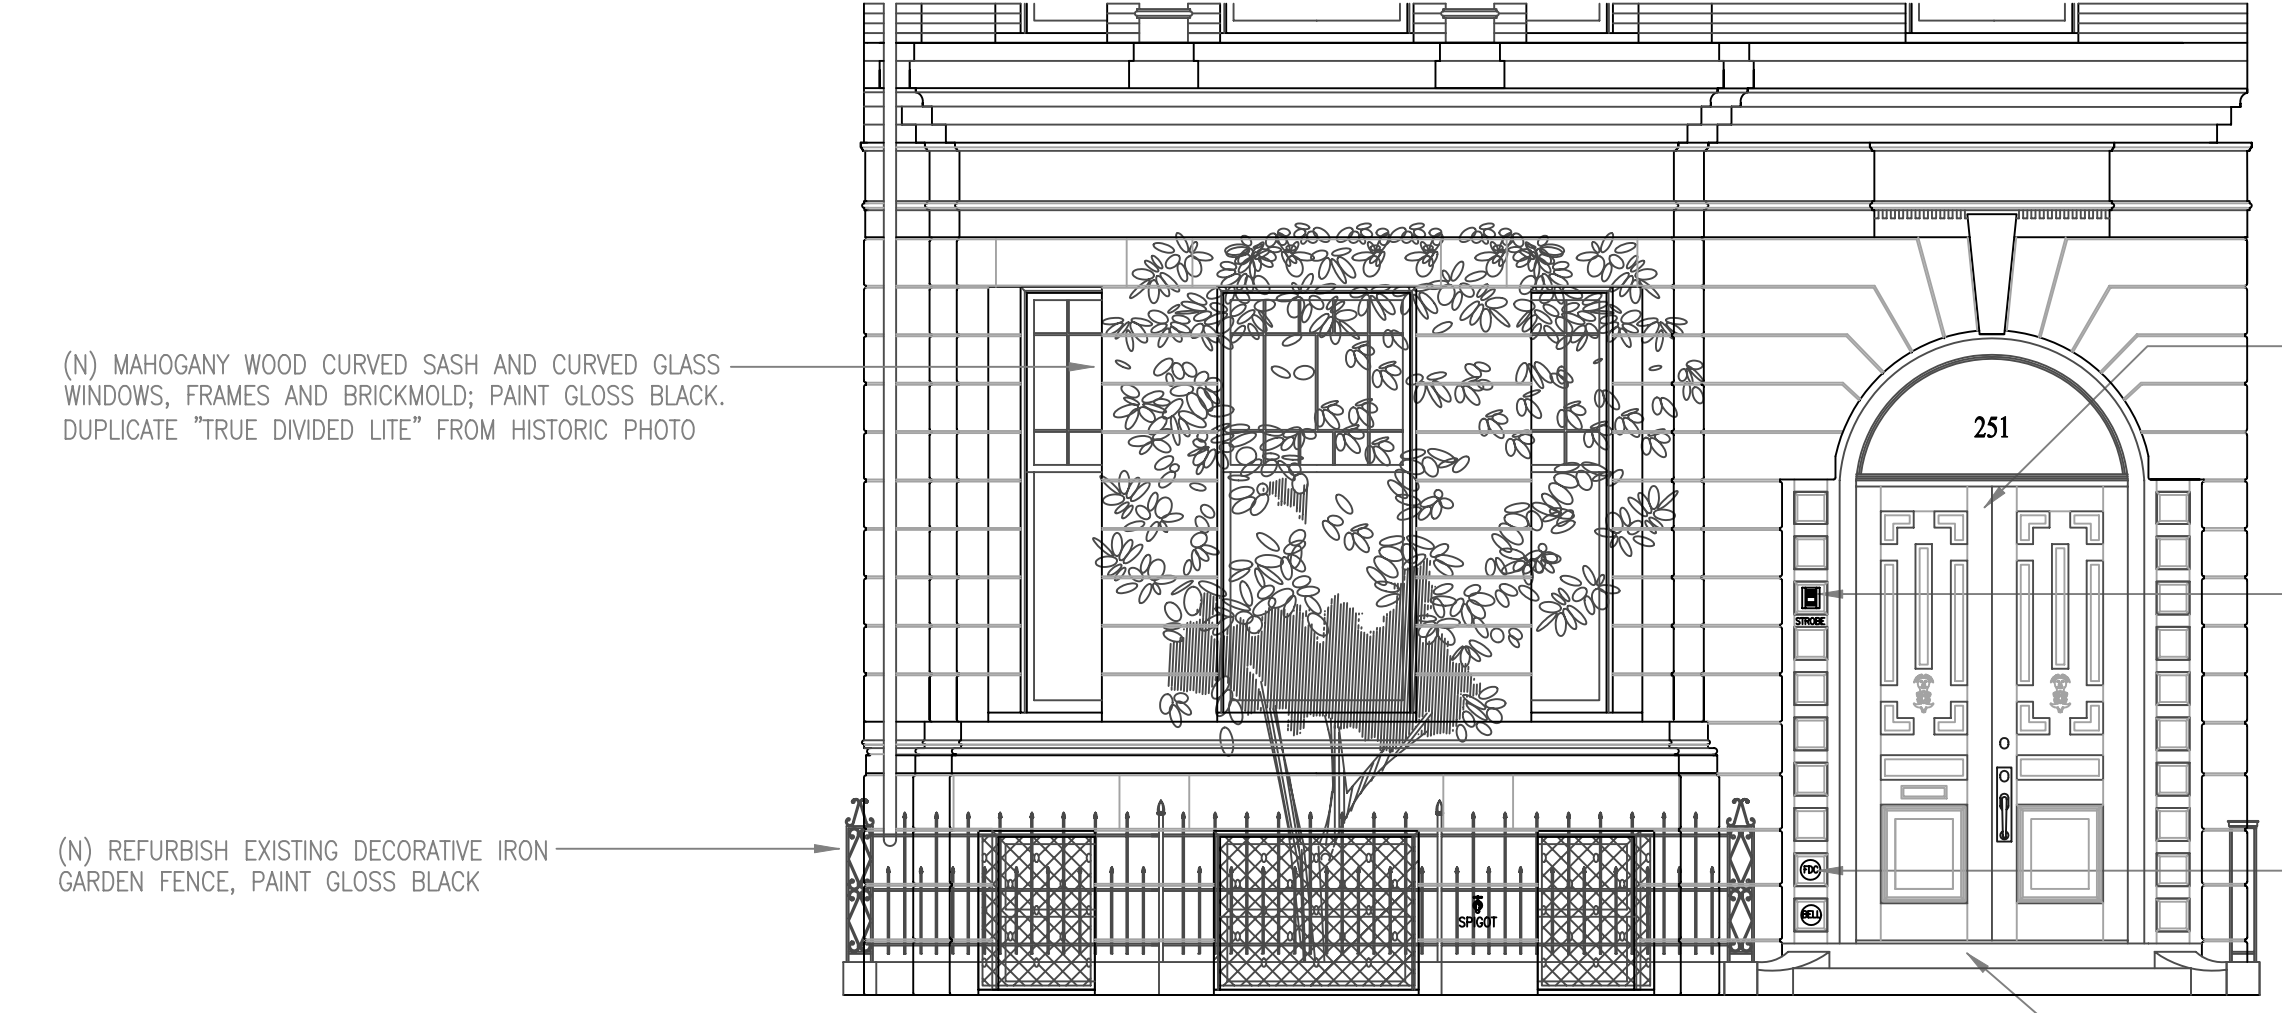 (N) MAHOGANY WOOD CURVED SASH AND CURVED GLASS
WINDOWS, FRAMES AND BRICKMOLD; PAINT GLOSS BLACK.
DUPLICATE "TRUE DIVIDED LITE" FROM HISTORIC PHOTO
251
STROBE
(N) REFURBISH EXISTING DECORATIVE IRON
GARDEN FENCE, PAINT GLOSS BLACK
FDC
BELL
SPIGOT